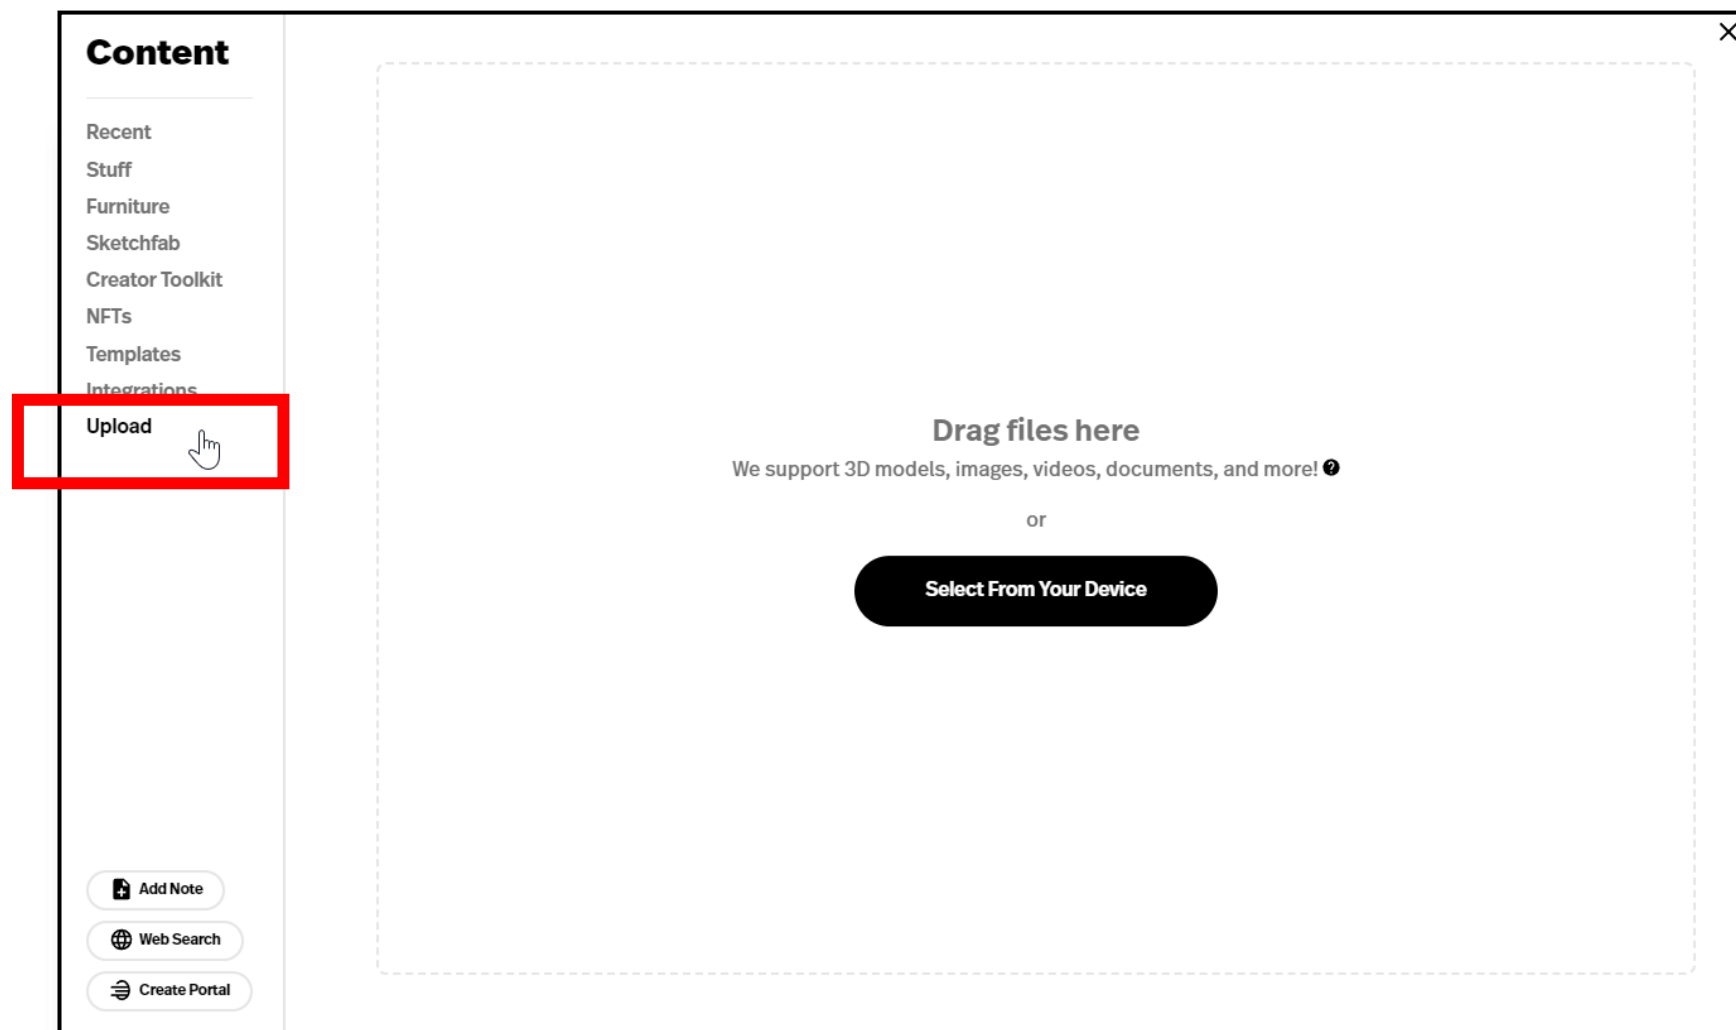 Content
Recent
Stuff
Furniture
Sketchfab
Creator Toolkit
NFTs
Templates
Integrations
Upload
Drag files here
We support 3D models, images, videos, documents, and more!
or
Select From Your Device
Add Note
Web Search
Create Portal